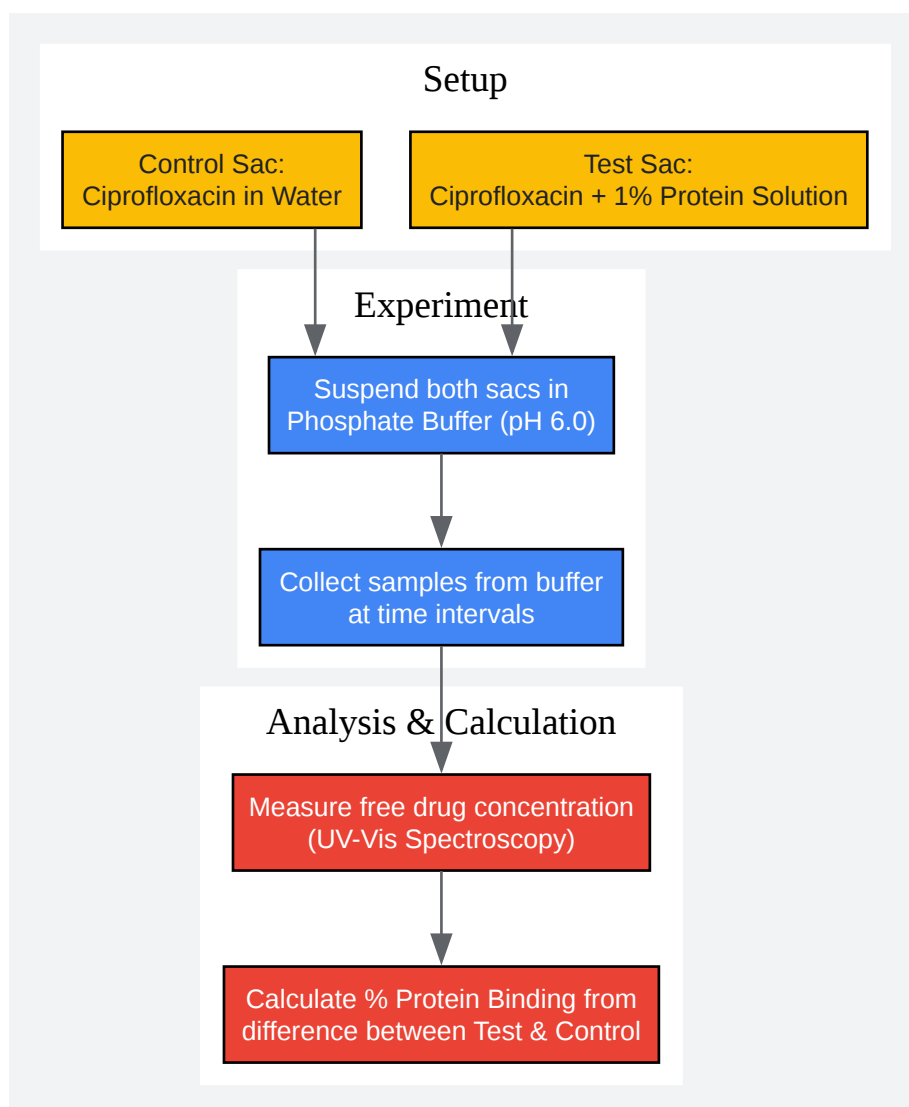 Setup
Control Sac:
Ciprofloxacin in Water
Test Sac:
Ciprofloxacin + 1% Protein Solution
Experiment
Suspend both sacs in
Phosphate Buffer (pH 6.0)
Collect samples from buffer
at time intervals
Analysis & Calculation
Measure free drug concentration
(UV-Vis Spectroscopy)
Calculate % Protein Binding from
difference between Test & Control